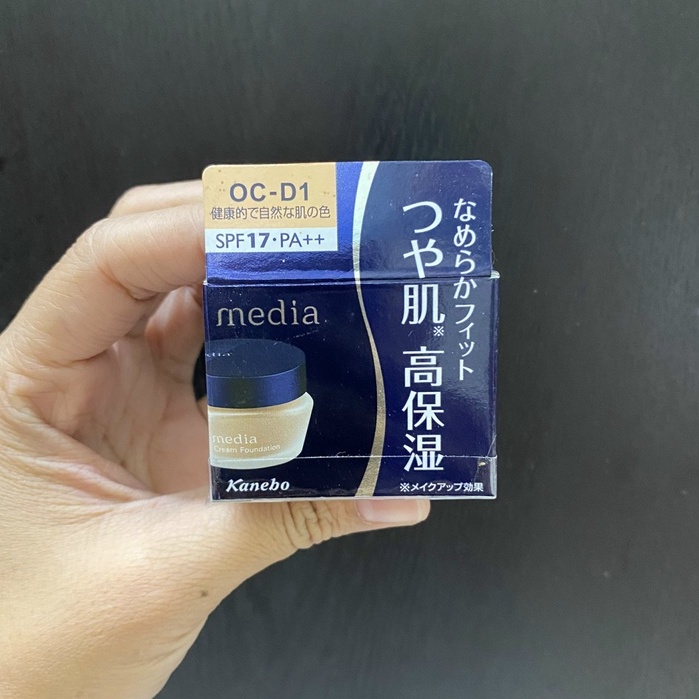 OC-D1
健康的で自然な肌の色
SPF17・PA++
media
media
Cream Foundation
Kanebo
なめらかフィット
つや肌※ 高保湿
※メイクアップ効果